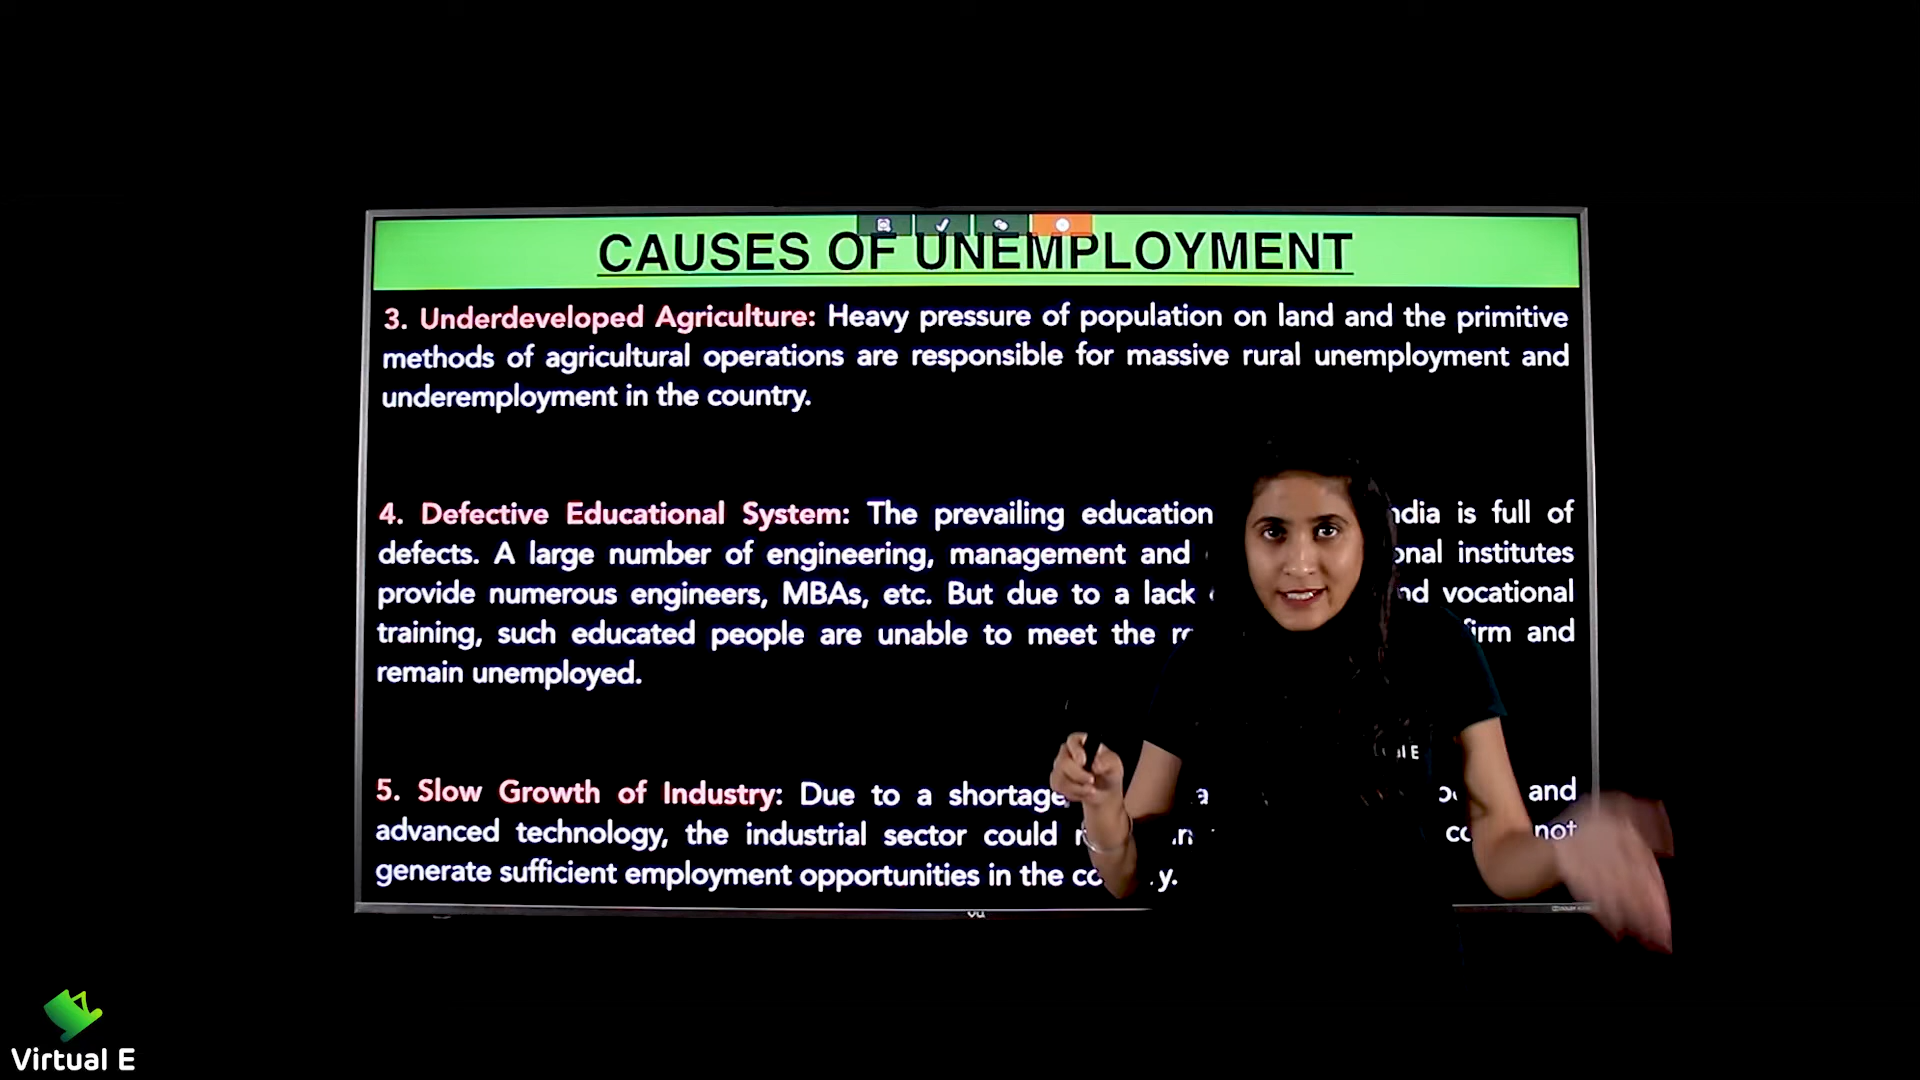 CAUSES OF UNEMPLOYMENT
3. Underdeveloped Agriculture: Heavy pressure of population on land and the primitive
methods of agricultural operations are responsible for massive rural unemployment and
underemployment in the country.
4. Defective Educational System: The prevailing education is full of
defects. A large number of engineering, management and institutes
provide numerous engineers, MBAs, etc. But due to a lack vocational
training, such educated people are unable to meet the firm and
remain unemployed.
5. Slow Growth of Industry: Due to a shortage and
advanced technology, the industrial sector could not
generate sufficient employment opportunities in the
Virtual E